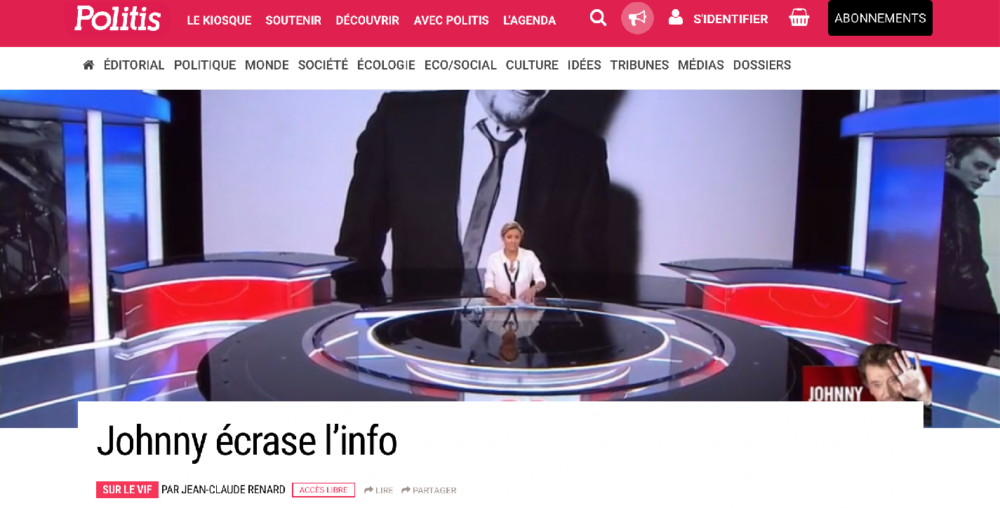 Politis LE KIOSQUE SOUTENIR DÉCOUVRIR AVEC POLITIS L'AGENDA S'IDENTIFIER ABONNEMENTS
ÉDITORIAL POLITIQUE MONDE SOCIÉTÉ ÉCOLOGIE ECO/SOCIAL CULTURE IDÉES TRIBUNES MÉDIAS DOSSIERS
JOHNNY
Johnny écrase l’info
SUR LE VIF PAR JEAN-CLAUDE RENARD ACCÈS LIBRE LIRE PARTAGER